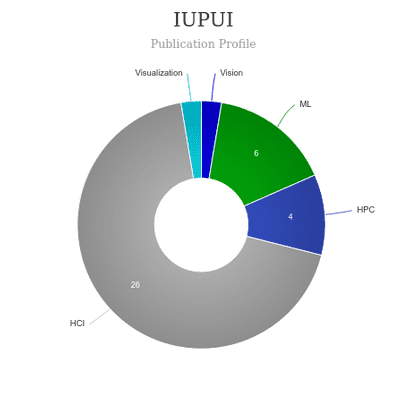 IUPUI
Publication Profile
Visualization
Vision
ML
6
HPC
4
26
HCI